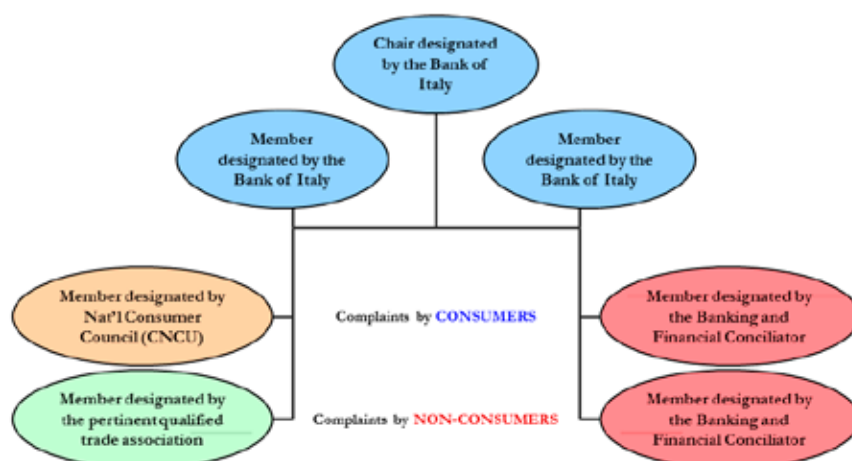 Chair designated
by the Bank of
Italy
Member
designated by the
Bank of Italy
Member
designated by the
Bank of Italy
Member designated by
Nat'l Consumer
Council (CNCU)
Complaints by CONSUMERS
Member designated by
the Banking and
Financial Conciliator
Member designated by
the pertinent qualified
trade association
Complaints by NON-CONSUMERS
Member designated by
the Banking and
Financial Conciliator